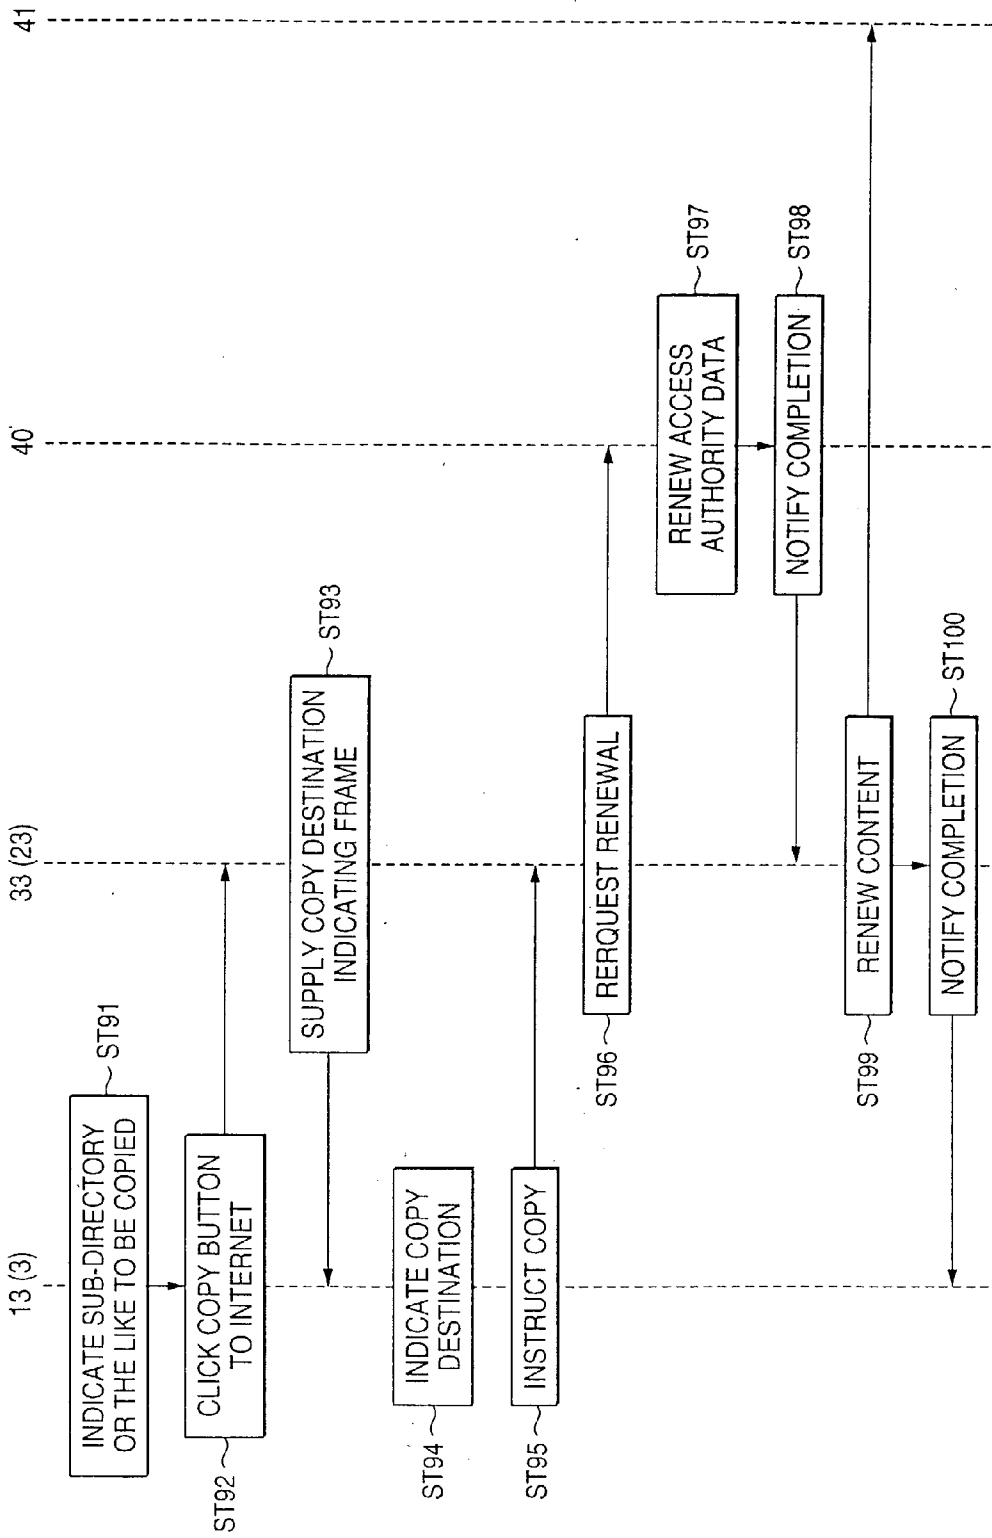 13 (3)
33 (23)
40
41
INDICATE SUB-DIRECTORY
OR THE LIKE TO BE COPIED
ST91
ST92
CLICK COPY BUTTON
TO INTERNET
SUPPLY COPY DESTINATION
INDICATING FRAME
ST93
ST94
INDICATE COPY
DESTINATION
ST95
INSTRUCT COPY
ST96
RERQUEST RENEWAL
RENEW ACCESS
AUTHORITY DATA
ST97
NOTIFY COMPLETION
ST98
ST99
RENEW CONTENT
NOTIFY COMPLETION
ST100